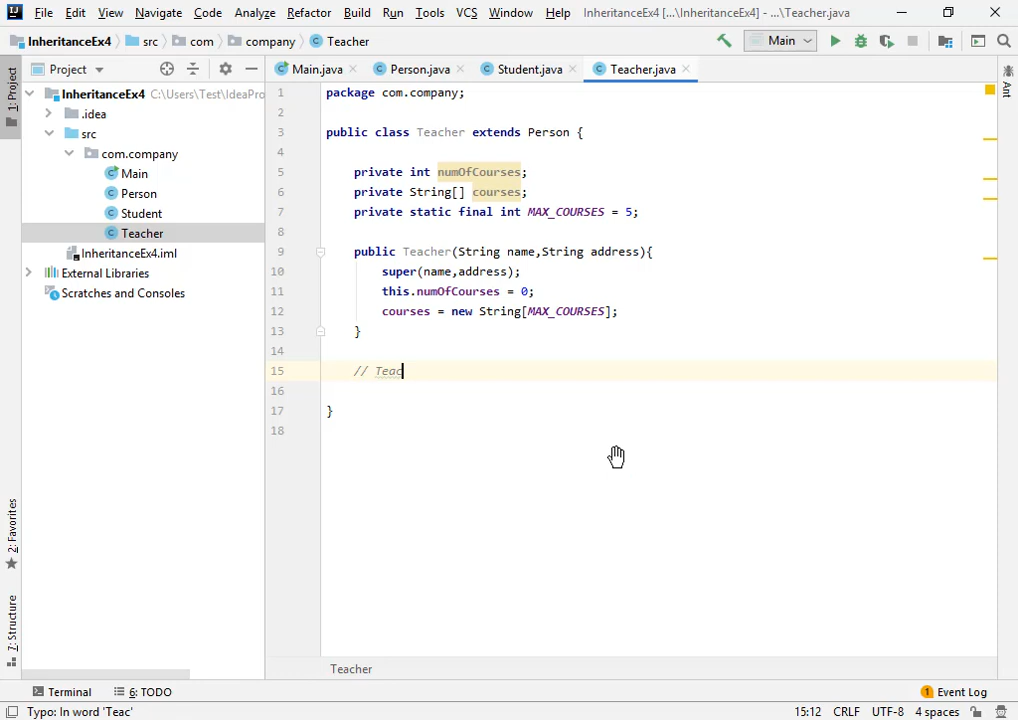 File Edit View Navigate Code Analyze Refactor Build Run Tools VCS Window Help InheritanceEx4 [...\InheritanceEx4] - ...\Teacher.java
InheritanceEx4 src com company Teacher Main
1: Project
Project
InheritanceEx4 C:\Users\Test\IdeaPro
.idea
src
com.company
Main
Person
Student
Teacher
InheritanceEx4.iml
External Libraries
Scratches and Consoles
Main.java Person.java Student.java Teacher.java
1 package com.company;
2
3 public class Teacher extends Person {
4
5 private int numOfCourses;
6 private String[] courses;
7 private static final int MAX_COURSES = 5;
8
9 public Teacher(String name,String address){
10 super(name,address);
11 this.numOfCourses = 0;
12 courses = new String[MAX_COURSES];
13 }
14
15 // Teac
16
17 }
18
Ant
2: Favorites
7: Structure
Teacher
Terminal 6: TODO 1 Event Log
Typo: In word 'Teac' 15:12 CRLF UTF-8 4 spaces